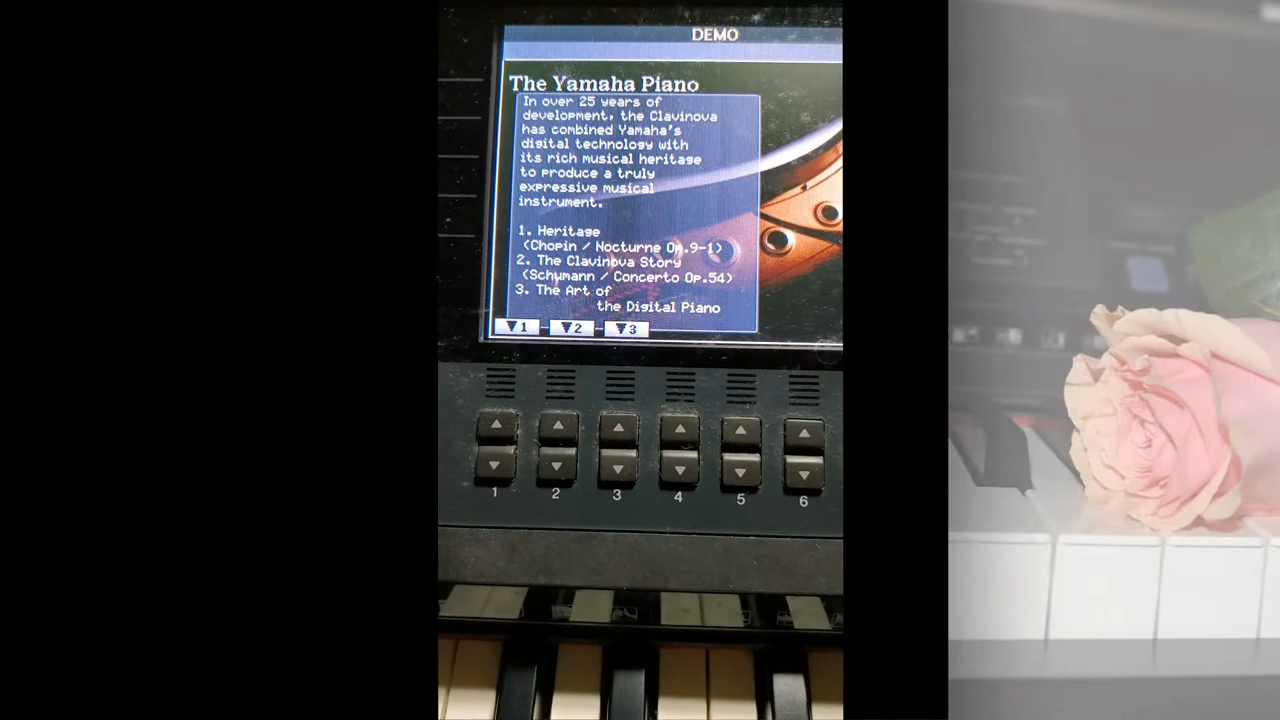 DEMO
The Yamaha Piano
In over 25 years of
development, the Clavinova
has combined Yamaha's
digital technology with
its rich musical heritage
to produce a truly
expressive musical
instrument.
1. Heritage
(Chopin / Nocturne Op.9-1)
2. The Clavinova Story
(Schumann / Concerto Op.54)
3. The Art of
the Digital Piano
▼1 ▼2 ▼3
1 2 3 4 5 6